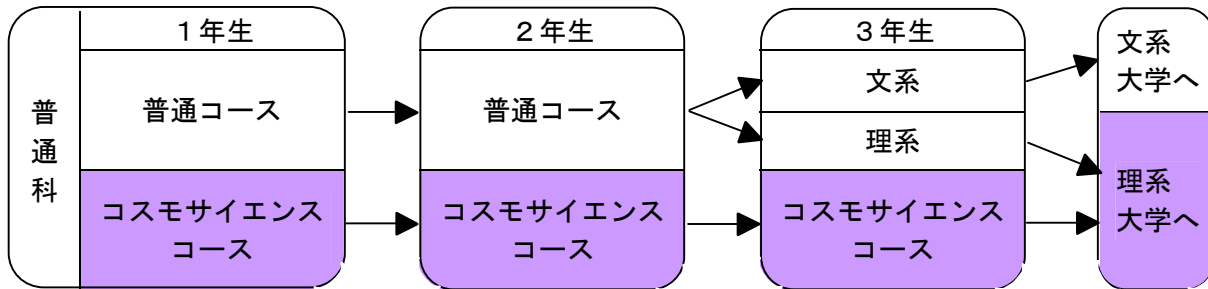 普通科
１年生
普通コース
コスモサイエンス
コース
２年生
普通コース
コスモサイエンス
コース
３年生
文系
理系
コスモサイエンス
コース
文系
大学へ
理系
大学へ